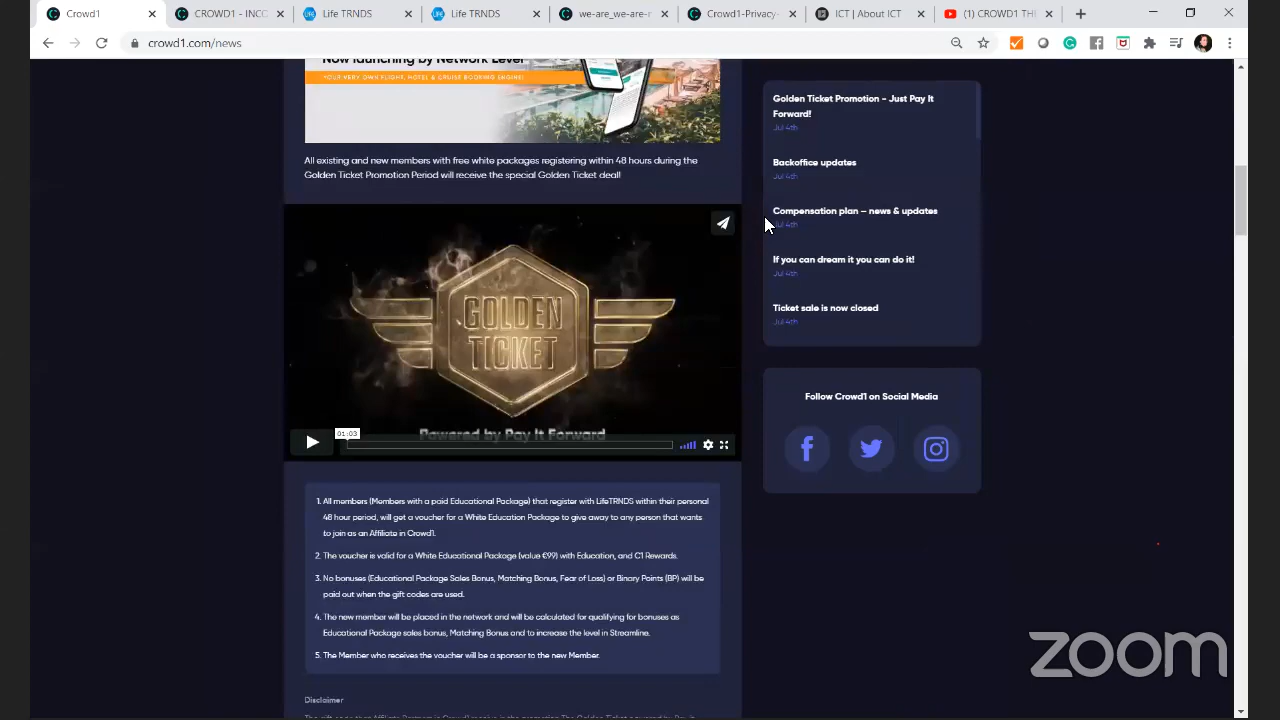 Crowd1
CROWD1 - INCC
Life TRNDS
Life TRNDS
we-are_we-are-r
Crowd1-privacy-
ICT About ICT
(1) CROWD1 TH
crowd1.com/news
Now launching by Network Level
YOUR VERY OWN FLIGHT, HOTEL & CRUISE BOOKING ENGINE!
All existing and new members with free white packages registering within 48 hours during the
Golden Ticket Promotion Period will receive the special Golden Ticket deal!
GOLDEN
TICKET
Powered by Pay It Forward
01:03
1. All members (Members with a paid Educational Package) that register with LifeTRNDS within their personal
48 hour period, will get a voucher for a White Education Package to give away to any person that wants
to join as an Affiliate in Crowd1.
2. The voucher is valid for a White Educational Package (value €99) with Education, and C1 Rewards.
3. No bonuses (Educational Package Sales Bonus, Matching Bonus, Fear of Loss) or Binary Points (BP) will be
paid out when the gift codes are used.
4. The new member will be placed in the network and will be calculated for qualifying for bonuses as
Educational Package sales bonus, Matching Bonus and to increase the level in Streamline.
5. The Member who receives the voucher will be a sponsor to the new Member.
Disclaimer
Golden Ticket Promotion – Just Pay It
Forward!
Jul 4th
Backoffice updates
Jul 4th
Compensation plan – news & updates
Jul 4th
If you can dream it you can do it!
Jul 4th
Ticket sale is now closed
Jul 4th
Follow Crowd1 on Social Media
zoom